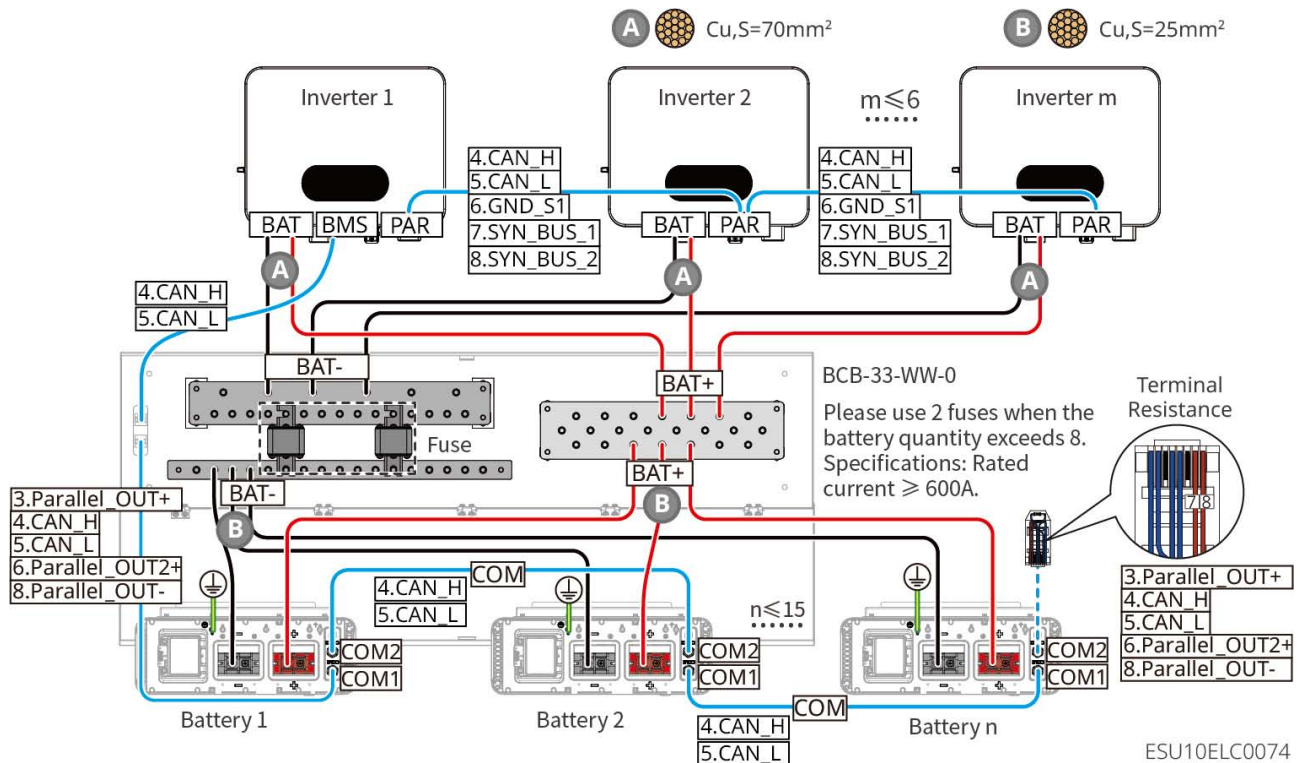 A Cu,S=70mm²
B Cu,S=25mm²
Inverter 1
Inverter 2
m≤6
Inverter m
4.CAN_H
5.CAN_L
6.GND_S1
7.SYN_BUS_1
8.SYN_BUS_2
4.CAN_H
5.CAN_L
6.GND_S1
7.SYN_BUS_1
8.SYN_BUS_2
BAT
BMS
PAR
BAT
PAR
BAT
PAR
A
A
A
4.CAN_H
5.CAN_L
BAT-
BAT+
BCB-33-WW-0
Please use 2 fuses when the
battery quantity exceeds 8.
Specifications: Rated
current ≥ 600A.
Terminal
Resistance
7 8
Fuse
BAT-
BAT+
B
B
3.Parallel_OUT+
4.CAN_H
5.CAN_L
6.Parallel_OUT2+
8.Parallel_OUT-
COM
4.CAN_H
5.CAN_L
n≤15
3.Parallel_OUT+
4.CAN_H
5.CAN_L
6.Parallel_OUT2+
8.Parallel_OUT-
COM2
COM1
COM2
COM1
COM2
COM1
− +
− +
− +
Battery 1
Battery 2
COM
4.CAN_H
5.CAN_L
Battery n
ESU10ELC0074